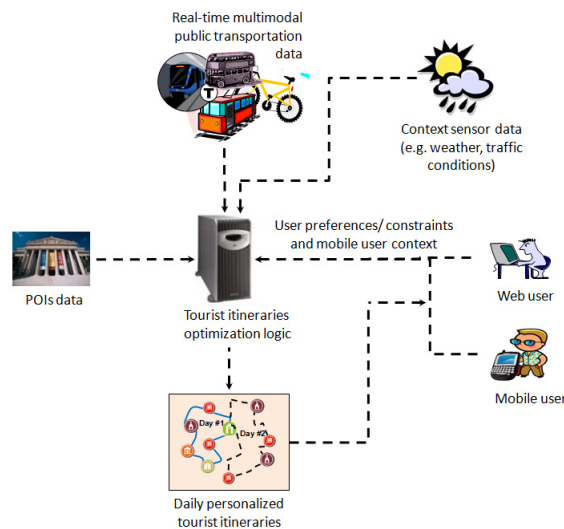 Real-time multimodal
public transportation
data
T
Context sensor data
(e.g. weather, traffic
conditions)
User preferences/ constraints
and mobile user context
POIs data
Tourist itineraries
optimization logic
Web user
Mobile user
Day #1
Day #2
Daily personalized
tourist itineraries